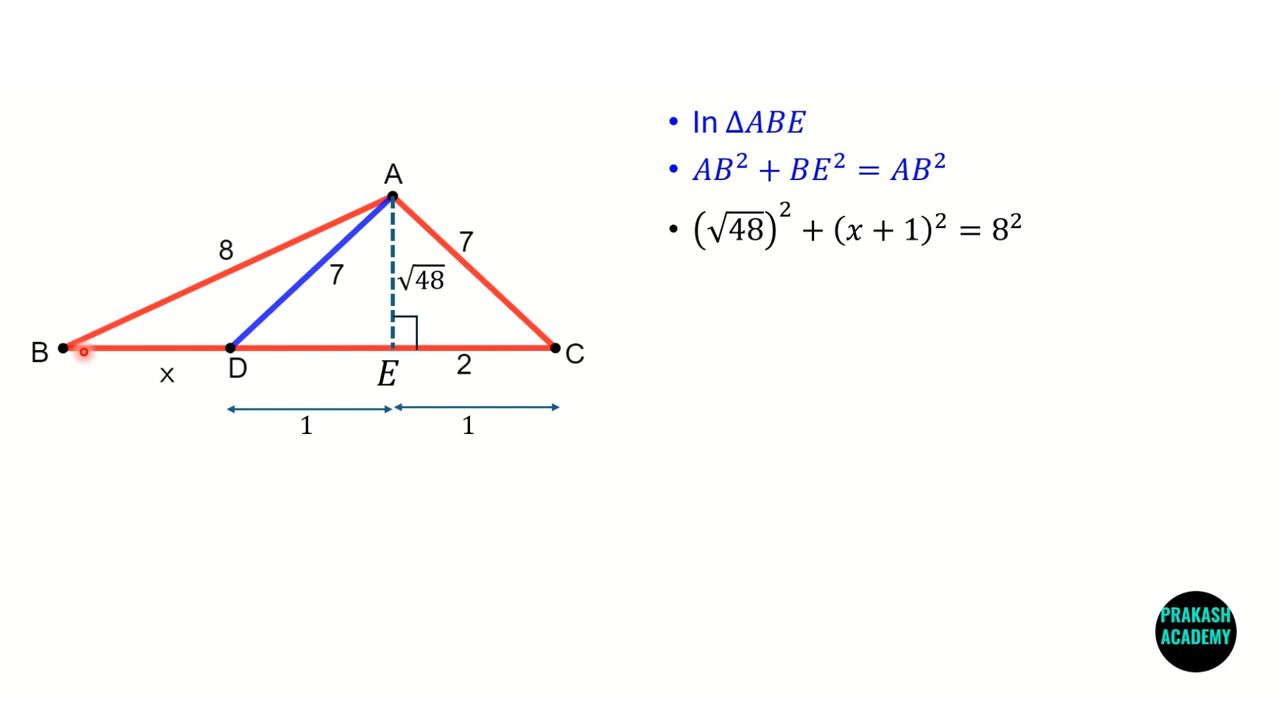 • In ΔABE
• AB² + BE² = AB²
• (√48)² + (x + 1)² = 8²
A
8
7
7
√48
B
D
E
2
C
x
1
1
PRAKASH
ACADEMY